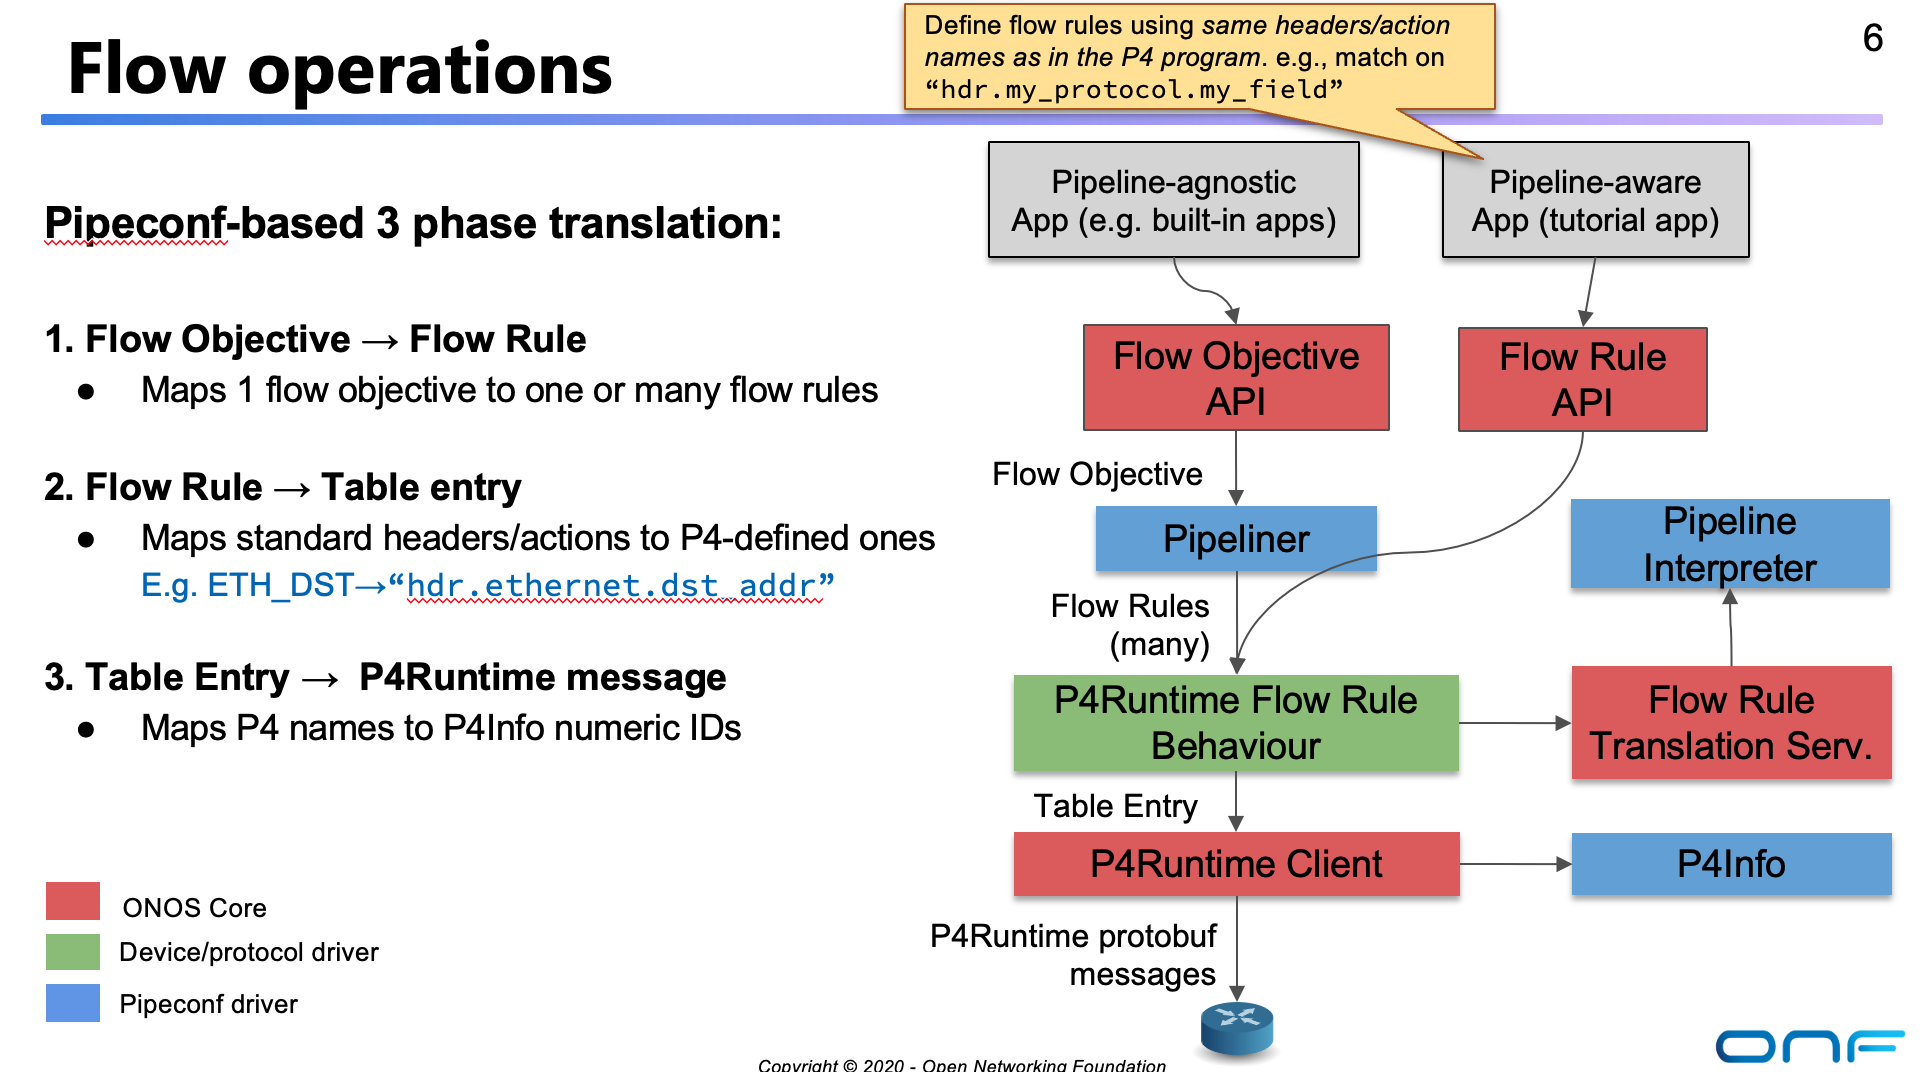 Flow operations
Define flow rules using same headers/action
names as in the P4 program. e.g., match on
“hdr.my_protocol.my_field”
6
Pipeconf-based 3 phase translation:
1. Flow Objective → Flow Rule
● Maps 1 flow objective to one or many flow rules
2. Flow Rule → Table entry
● Maps standard headers/actions to P4-defined ones
E.g. ETH_DST→“hdr.ethernet.dst_addr”
3. Table Entry → P4Runtime message
● Maps P4 names to P4Info numeric IDs
ONOS Core
Device/protocol driver
Pipeconf driver
Pipeline-agnostic
App (e.g. built-in apps)
Pipeline-aware
App (tutorial app)
Flow Objective
API
Flow Rule
API
Flow Objective
Pipeliner
Pipeline
Interpreter
Flow Rules
(many)
P4Runtime Flow Rule
Behaviour
Flow Rule
Translation Serv.
Table Entry
P4Runtime Client
P4Info
P4Runtime protobuf
messages
Copyright © 2020 - Open Networking Foundation
ONF